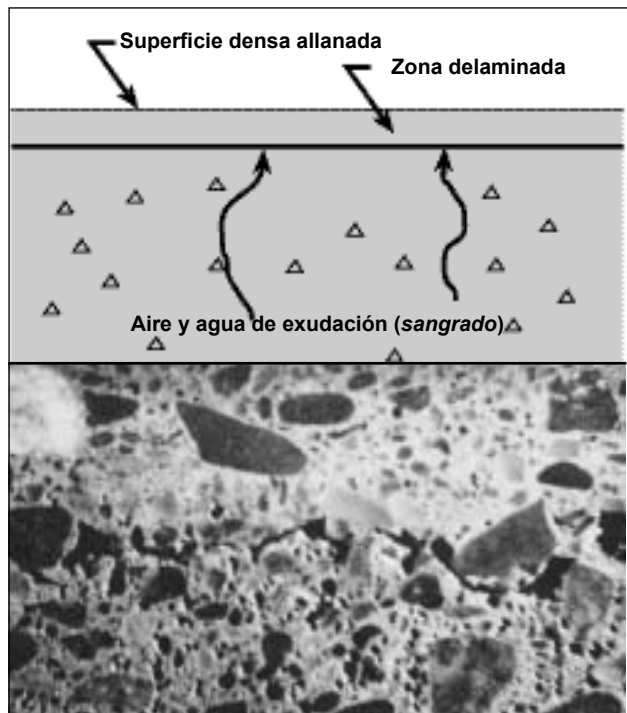 Superficie densa allanada
Zona delaminada
Aire y agua de exudación (sangrado)